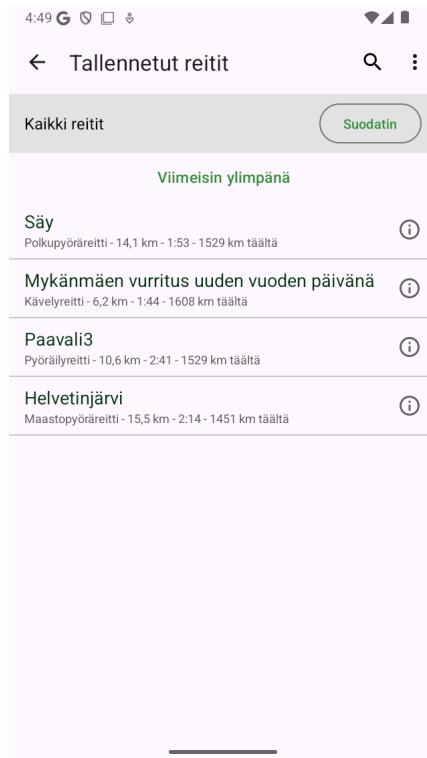 4:49
Tallennetut reitit
Kaikki reitit
Suodatin
Viimeisin ylimpänä
Säy
Polkupyöräreitti - 14,1 km - 1:53 - 1529 km täältä
Mykänmäen vurritus uuden vuoden päivänä
Kävelyreitti - 6,2 km - 1:44 - 1608 km täältä
Paavali3
Pyöräilyreitti - 10,6 km - 2:41 - 1529 km täältä
Helvetinjärvi
Maastopyöräreitti - 15,5 km - 2:14 - 1451 km täältä